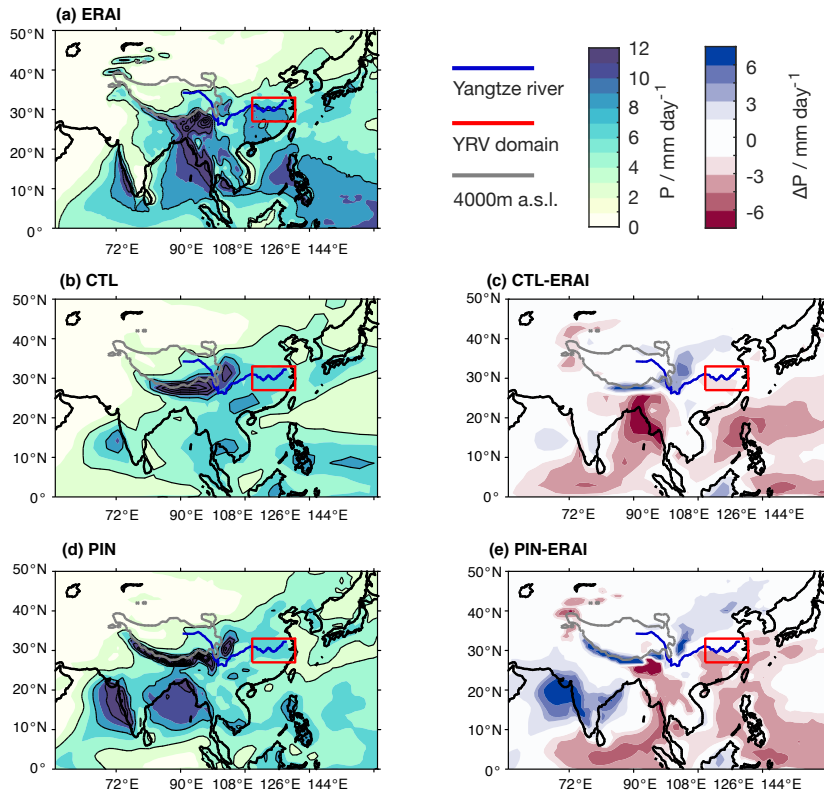 (a) ERAI
50°N
40°N
30°N
20°N
10°N
0°
72°E 90°E 108°E 126°E 144°E
Yangtze river
YRV domain
4000m a.s.l.
12
10
8
6
4
2
0
P / mm day⁻¹
6
3
0
-3
-6
ΔP / mm day⁻¹
(b) CTL
50°N
40°N
30°N
20°N
10°N
0°
72°E 90°E 108°E 126°E 144°E
(c) CTL-ERAI
50°N
40°N
30°N
20°N
10°N
0°
72°E 90°E 108°E 126°E 144°E
(d) PIN
50°N
40°N
30°N
20°N
10°N
0°
72°E 90°E 108°E 126°E 144°E
(e) PIN-ERAI
50°N
40°N
30°N
20°N
10°N
0°
72°E 90°E 108°E 126°E 144°E